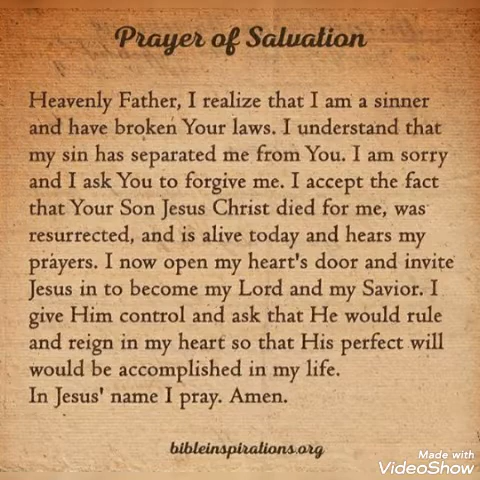 Prayer of Salvation
Heavenly Father, I realize that I am a sinner
and have broken Your laws. I understand that
my sin has separated me from You. I am sorry
and I ask You to forgive me. I accept the fact
that Your Son Jesus Christ died for me, was
resurrected, and is alive today and hears my
prayers. I now open my heart's door and invite
Jesus in to become my Lord and my Savior. I
give Him control and ask that He would rule
and reign in my heart so that His perfect will
would be accomplished in my life.
In Jesus' name I pray. Amen.
bibleinspirations.org
Made with
VideoShow